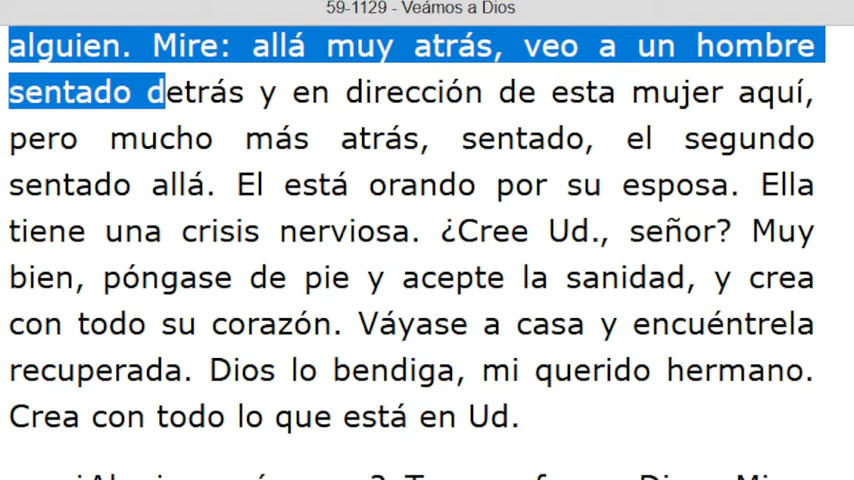 59-1129 - Veámos a Dios
alguien. Mire: allá muy atrás, veo a un hombre
sentado detrás y en dirección de esta mujer aquí,
pero mucho más atrás, sentado, el segundo
sentado allá. El está orando por su esposa. Ella
tiene una crisis nerviosa. ¿Cree Ud., señor? Muy
bien, póngase de pie y acepte la sanidad, y crea
con todo su corazón. Váyase a casa y encuéntrela
recuperada. Dios lo bendiga, mi querido hermano.
Crea con todo lo que está en Ud.